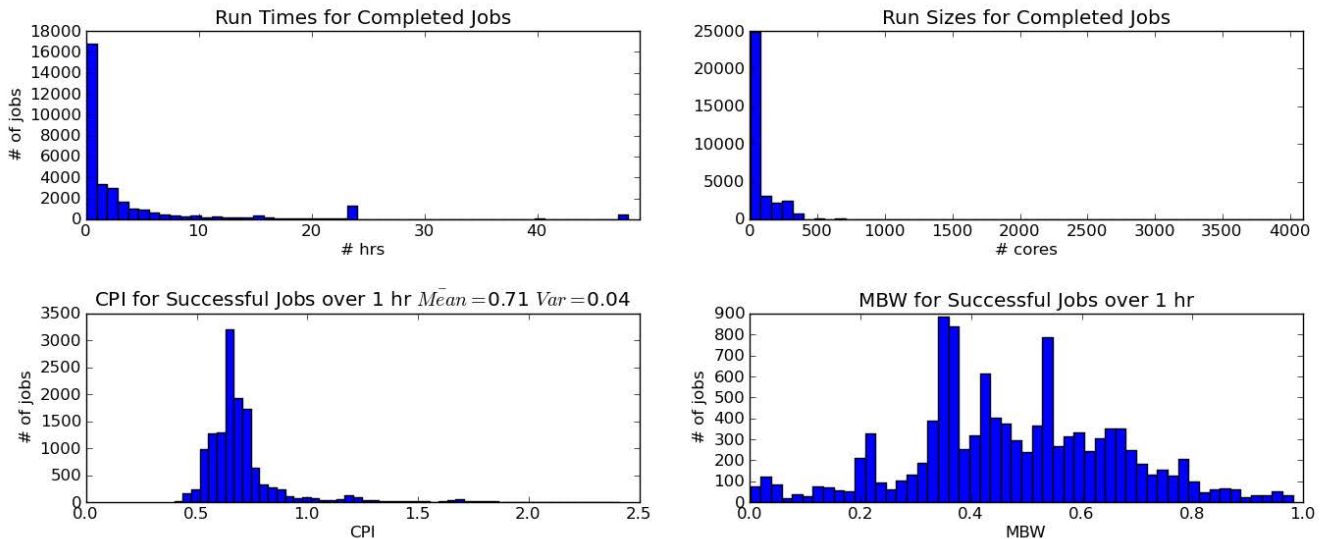 Run Times for Completed Jobs
18000
16000
14000
12000
10000
8000
6000
4000
2000
0
# of jobs
0 10 20 30 40
# hrs
Run Sizes for Completed Jobs
25000
20000
15000
10000
5000
0
0 500 1000 1500 2000 2500 3000 3500 4000
# cores
CPI for Successful Jobs over 1 hr Mean̄=0.71 Var=0.04
3500
3000
2500
2000
1500
1000
500
0
# of jobs
0.0 0.5 1.0 1.5 2.0 2.5
CPI
MBW for Successful Jobs over 1 hr
900
800
700
600
500
400
300
200
100
0
# of jobs
0.0 0.2 0.4 0.6 0.8 1.0
MBW